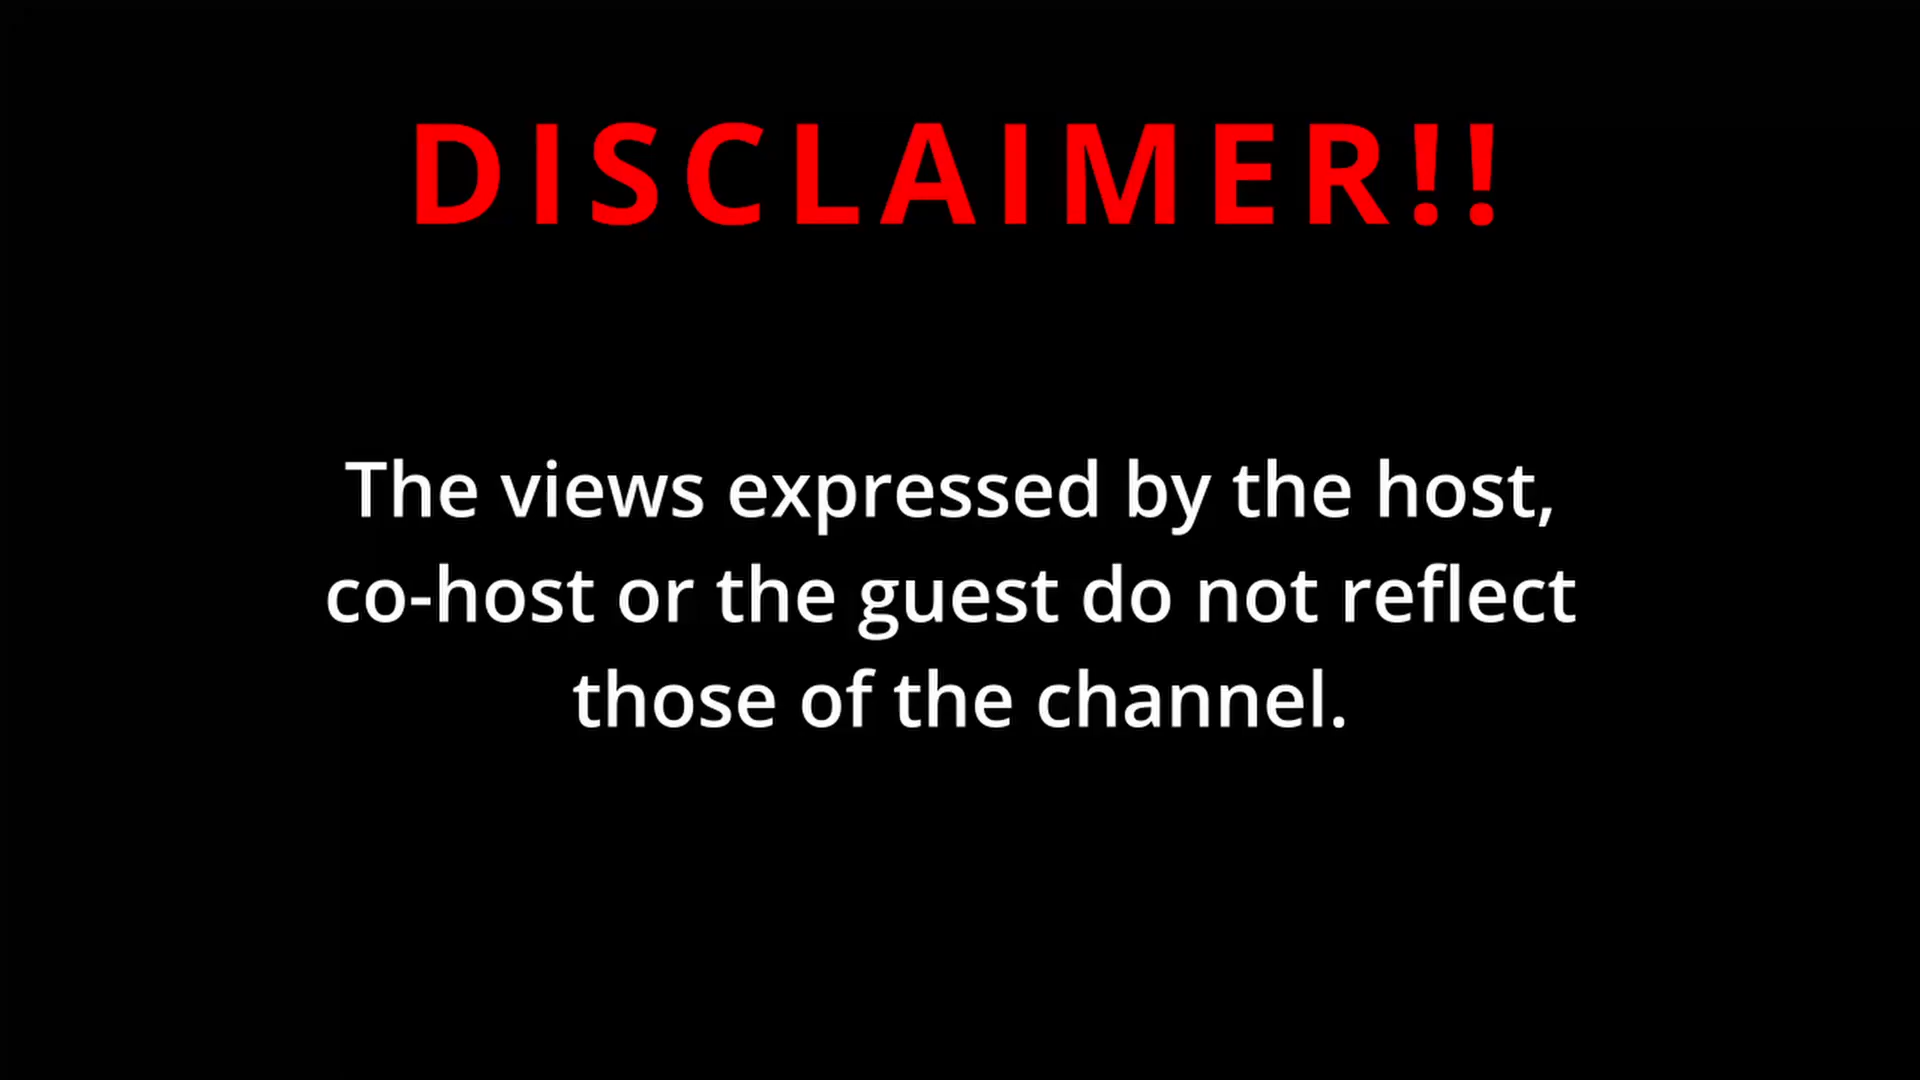 DISCLAIMER!!
The views expressed by the host,
co-host or the guest do not reflect
those of the channel.